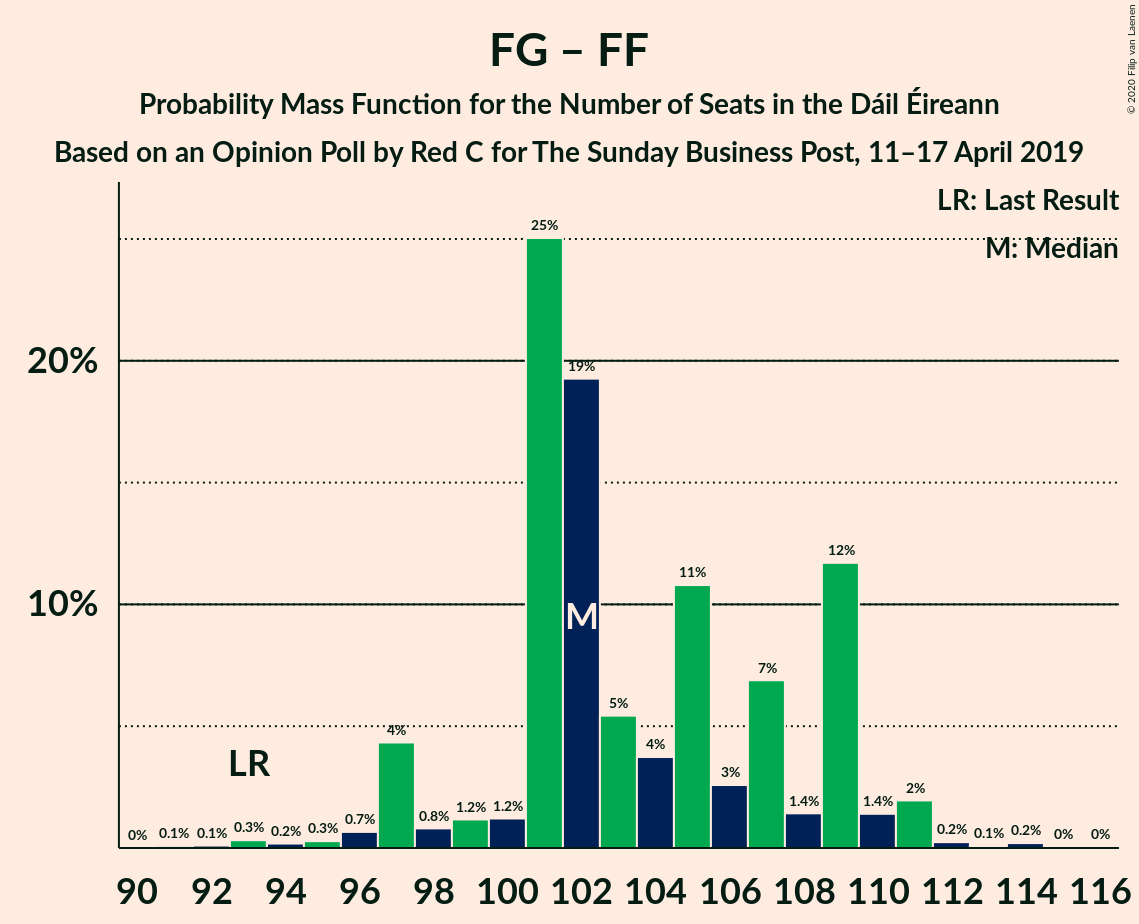 FG – FF
Probability Mass Function for the Number of Seats in the Dáil Éireann
Based on an Opinion Poll by Red C for The Sunday Business Post, 11–17 April 2019
© 2020 Filip van Laenen
LR: Last Result
M: Median
20%
10%
LR
M
0% 0.1% 0.1% 0.3% 0.2% 0.3% 0.7% 4% 0.8% 1.2% 1.2% 25% 19% 5% 4% 11% 3% 7% 1.4% 12% 1.4% 2% 0.2% 0.1% 0.2% 0% 0%
90 92 94 96 98 100 102 104 106 108 110 112 114 116